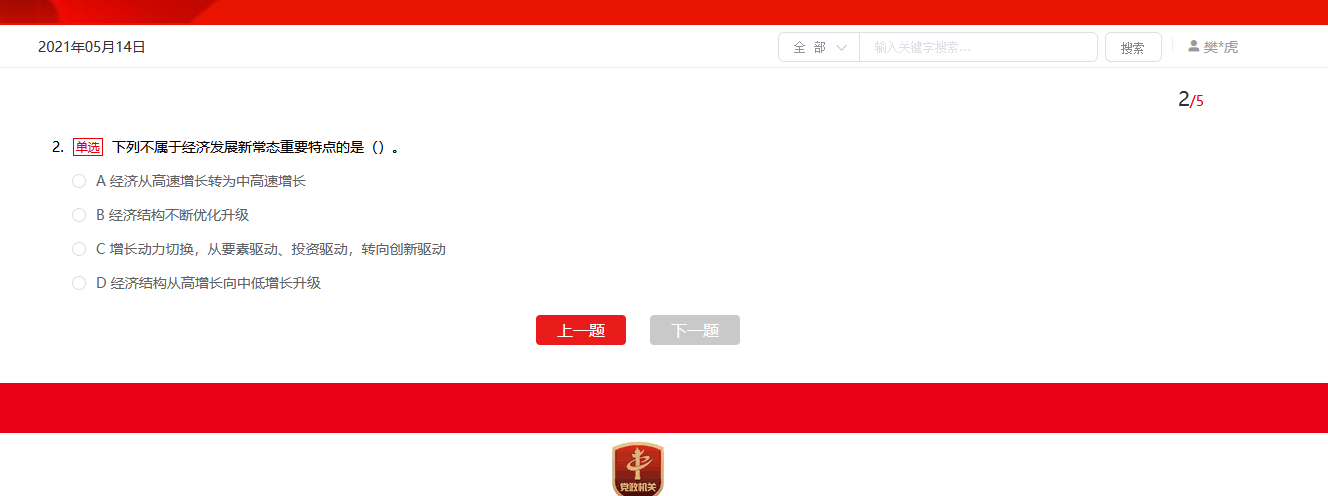 2021年05月14日
全 部
输入关键字搜索...
搜索
樊*虎
2/5
2. 单选 下列不属于经济发展新常态重要特点的是（）。
A 经济从高速增长转为中高速增长
B 经济结构不断优化升级
C 增长动力切换，从要素驱动、投资驱动，转向创新驱动
D 经济结构从高增长向中低增长升级
上一题
下一题
党政机关